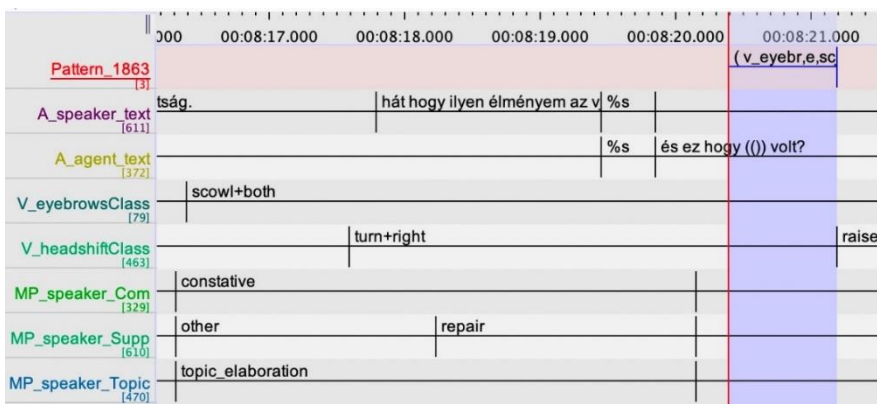 000 00:08:17.000 00:08:18.000 00:08:19.000 00:08:20.000 00:08:21.000
Pattern_1863 ( v_eyebr,e,sc
[3]
A_speaker_text tság. hát hogy ilyen élményem az v %s
[611]
A_agent_text %s és ez hogy (()) volt?
[372]
V_eyebrowsClass scowl+both
[79]
V_headshiftClass turn+right raise
[463]
MP_speaker_Com constative
[329]
MP_speaker_Supp other repair
[610]
MP_speaker_Topic topic_elaboration
[470]